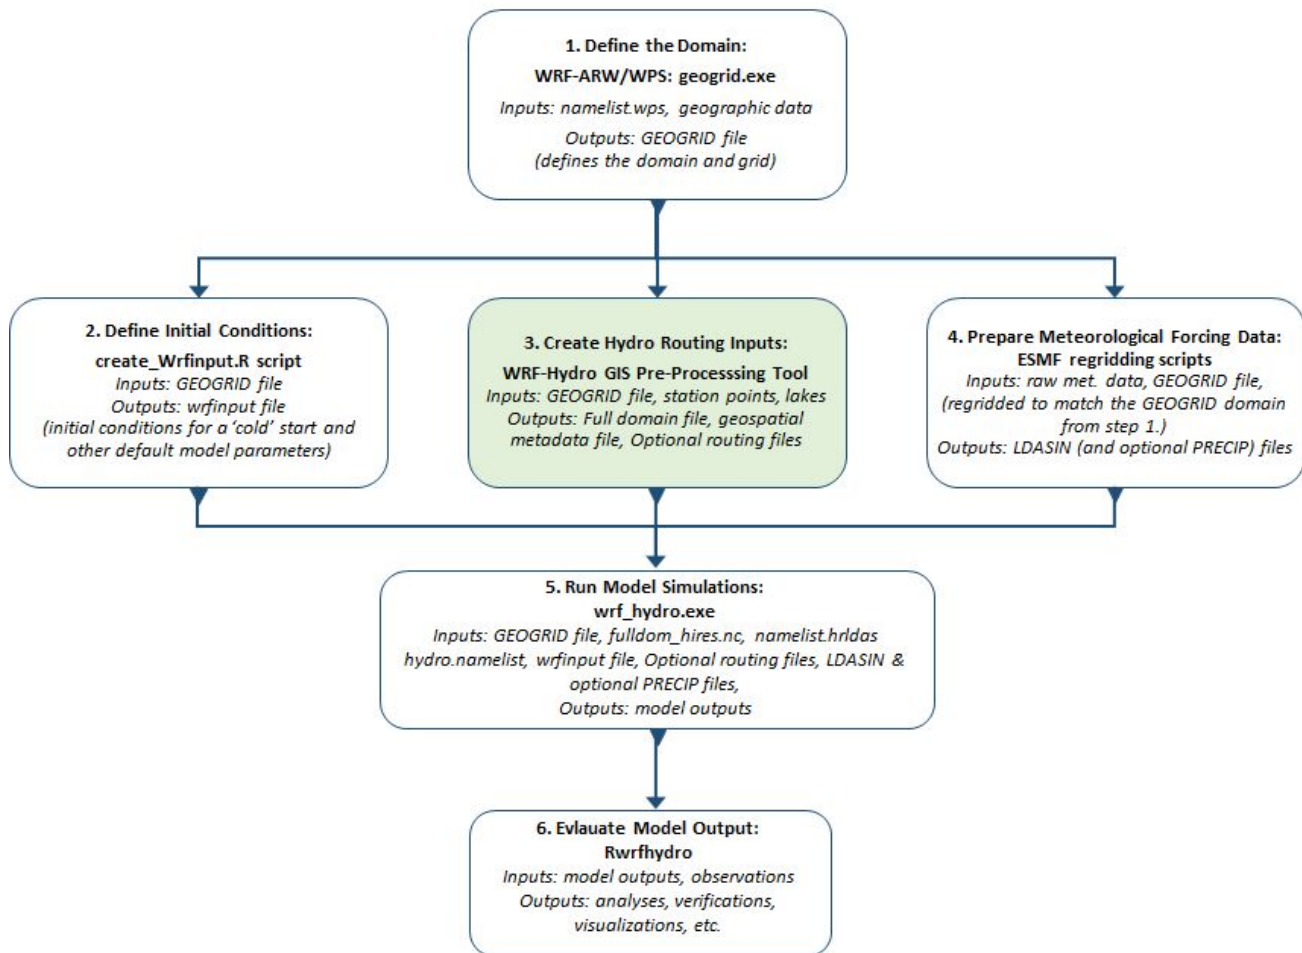 1. Define the Domain:
WRF-ARW/WPS: geogrid.exe
Inputs: namelist.wps, geographic data
Outputs: GEOGRID file
(defines the domain and grid)
2. Define Initial Conditions:
create_Wrfinput.R script
Inputs: GEOGRID file
Outputs: wrfinput file
(initial conditions for a ‘cold’ start and
other default model parameters)
3. Create Hydro Routing Inputs:
WRF-Hydro GIS Pre-Processsing Tool
Inputs: GEOGRID file, station points, lakes
Outputs: Full domain file, geospatial
metadata file, Optional routing files
4. Prepare Meteorological Forcing Data:
ESMF regridding scripts
Inputs: raw met. data, GEOGRID file,
(regridded to match the GEOGRID domain
from step 1.)
Outputs: LDASIN (and optional PRECIP) files
5. Run Model Simulations:
wrf_hydro.exe
Inputs: GEOGRID file, fulldom_hires.nc, namelist.hrldas
hydro.namelist, wrfinput file, Optional routing files, LDASIN &
optional PRECIP files,
Outputs: model outputs
6. Evlauate Model Output:
Rwrfhydro
Inputs: model outputs, observations
Outputs: analyses, verifications,
visualizations, etc.